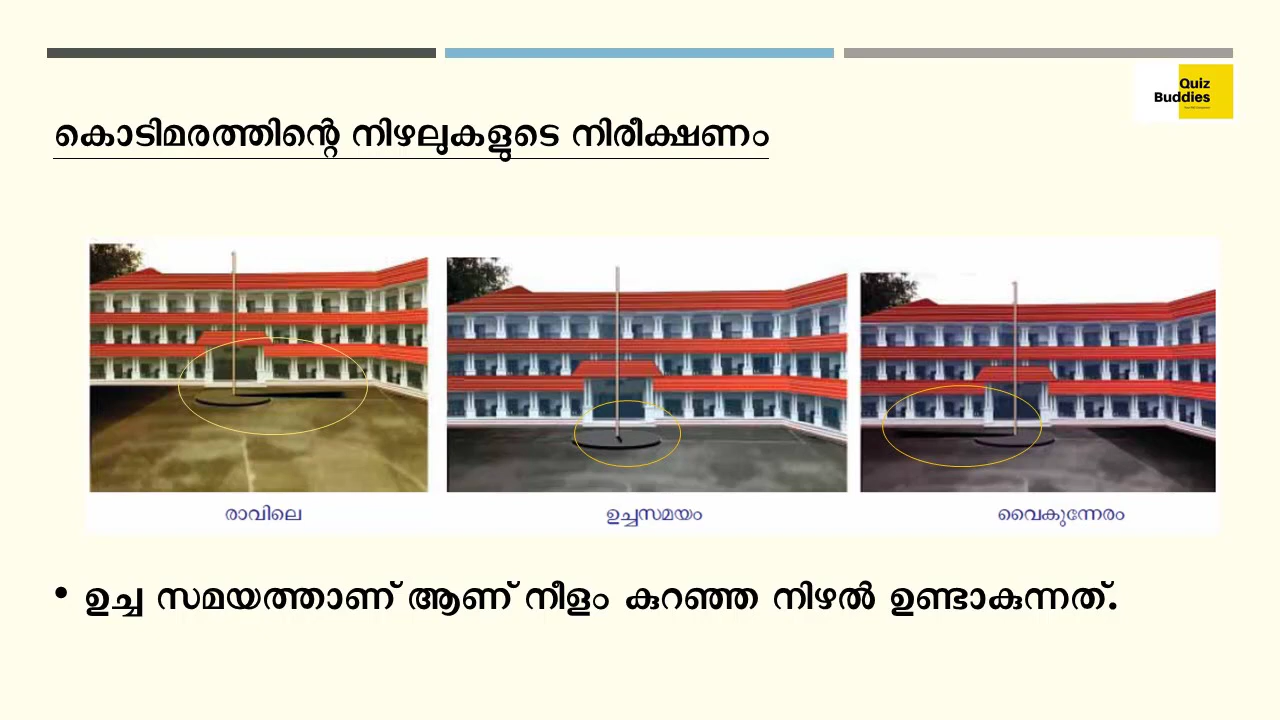 Quiz
Buddies
കൊടിമരത്തിന്റെ നിഴലുകളുടെ നിരീക്ഷണം
രാവിലെ ഉച്ചസമയം വൈകുന്നേരം
• ഉച്ച സമയത്താണ് ആണ് നീളം കുറഞ്ഞ നിഴൽ ഉണ്ടാകുന്നത്.